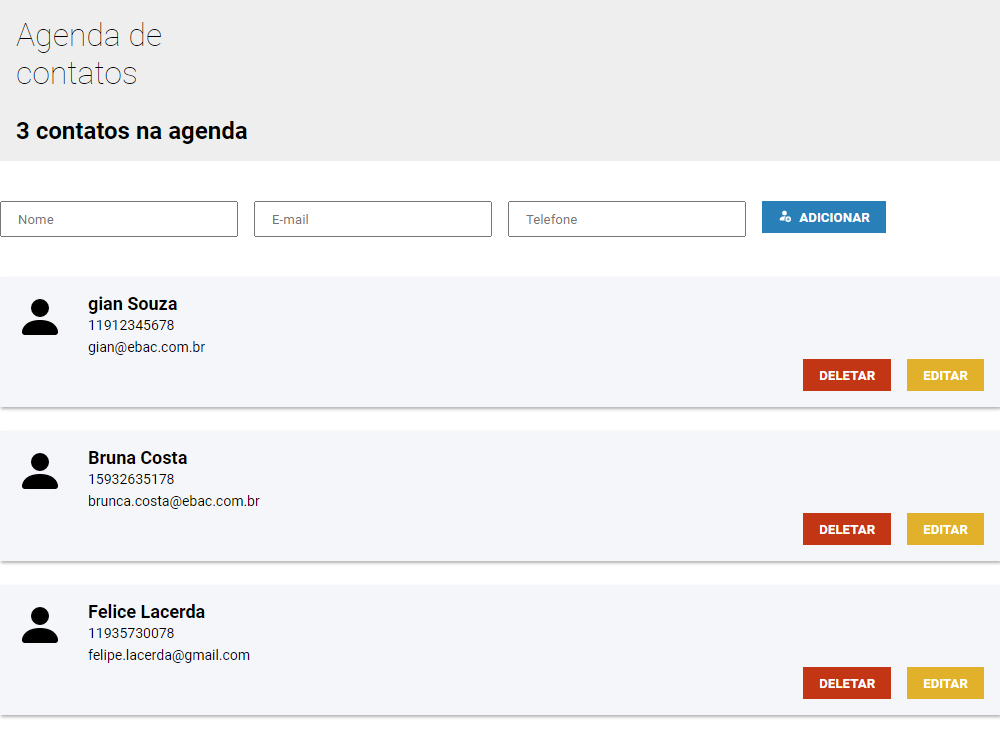 Agenda de
contatos
3 contatos na agenda
Nome E-mail Telefone ADICIONAR
gian Souza
11912345678
gian@ebac.com.br
DELETAR EDITAR
Bruna Costa
15932635178
brunca.costa@ebac.com.br
DELETAR EDITAR
Felice Lacerda
11935730078
felipe.lacerda@gmail.com
DELETAR EDITAR